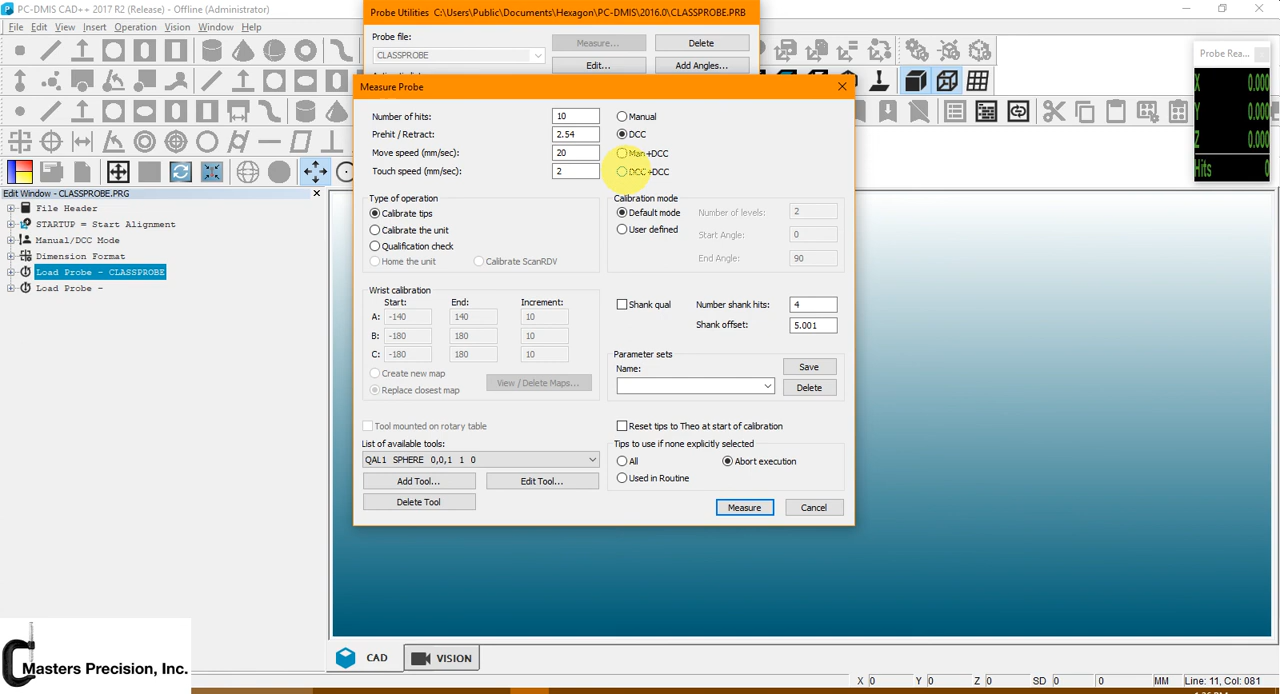 PC-DMIS CAD++ 2017 R2 (Release) - Offline (Administrator)
File Edit View Insert Operation Vision Window Help
Probe Utilities C:\Users\Public\Documents\Hexagon\PC-DMIS\2016.0\CLASSPROBE.PRB
Probe file:
CLASSPROBE
Measure...
Delete
Edit...
Add Angles...
Probe Rea...
X 0.000
Y 0.000
Z 0.000
Hits 0
Edit Window - CLASSPROBE.PRG
File Header
STARTUP = Start Alignment
Manual/DCC Mode
Dimension Format
Load Probe - CLASSPROBE
Load Probe -
Measure Probe
Number of hits: 10
Prehit / Retract: 2.54
Move speed (mm/sec): 20
Touch speed (mm/sec): 2
Manual
DCC
Man+DCC
DCC+DCC
Type of operation
Calibrate tips
Calibrate the unit
Qualification check
Home the unit Calibrate ScanRDV
Calibration mode
Default mode
User defined
Number of levels: 2
Start Angle: 0
End Angle: 90
Wrist calibration
Start: End: Increment:
A: -140 140 10
B: -180 180 10
C: -180 180 10
Create new map
Replace closest map
View / Delete Maps...
Shank qual
Number shank hits: 4
Shank offset: 5.001
Parameter sets
Name:
Save
Delete
Tool mounted on rotary table
List of available tools:
QAL1 SPHERE 0,0,1 1 0
Add Tool... Edit Tool...
Delete Tool
Reset tips to Theo at start of calibration
Tips to use if none explicitly selected
All Abort execution
Used in Routine
Measure Cancel
CAD VISION
Masters Precision, Inc.
X 0 Y 0 Z 0 SD 0 0 MM Line: 11, Col: 081